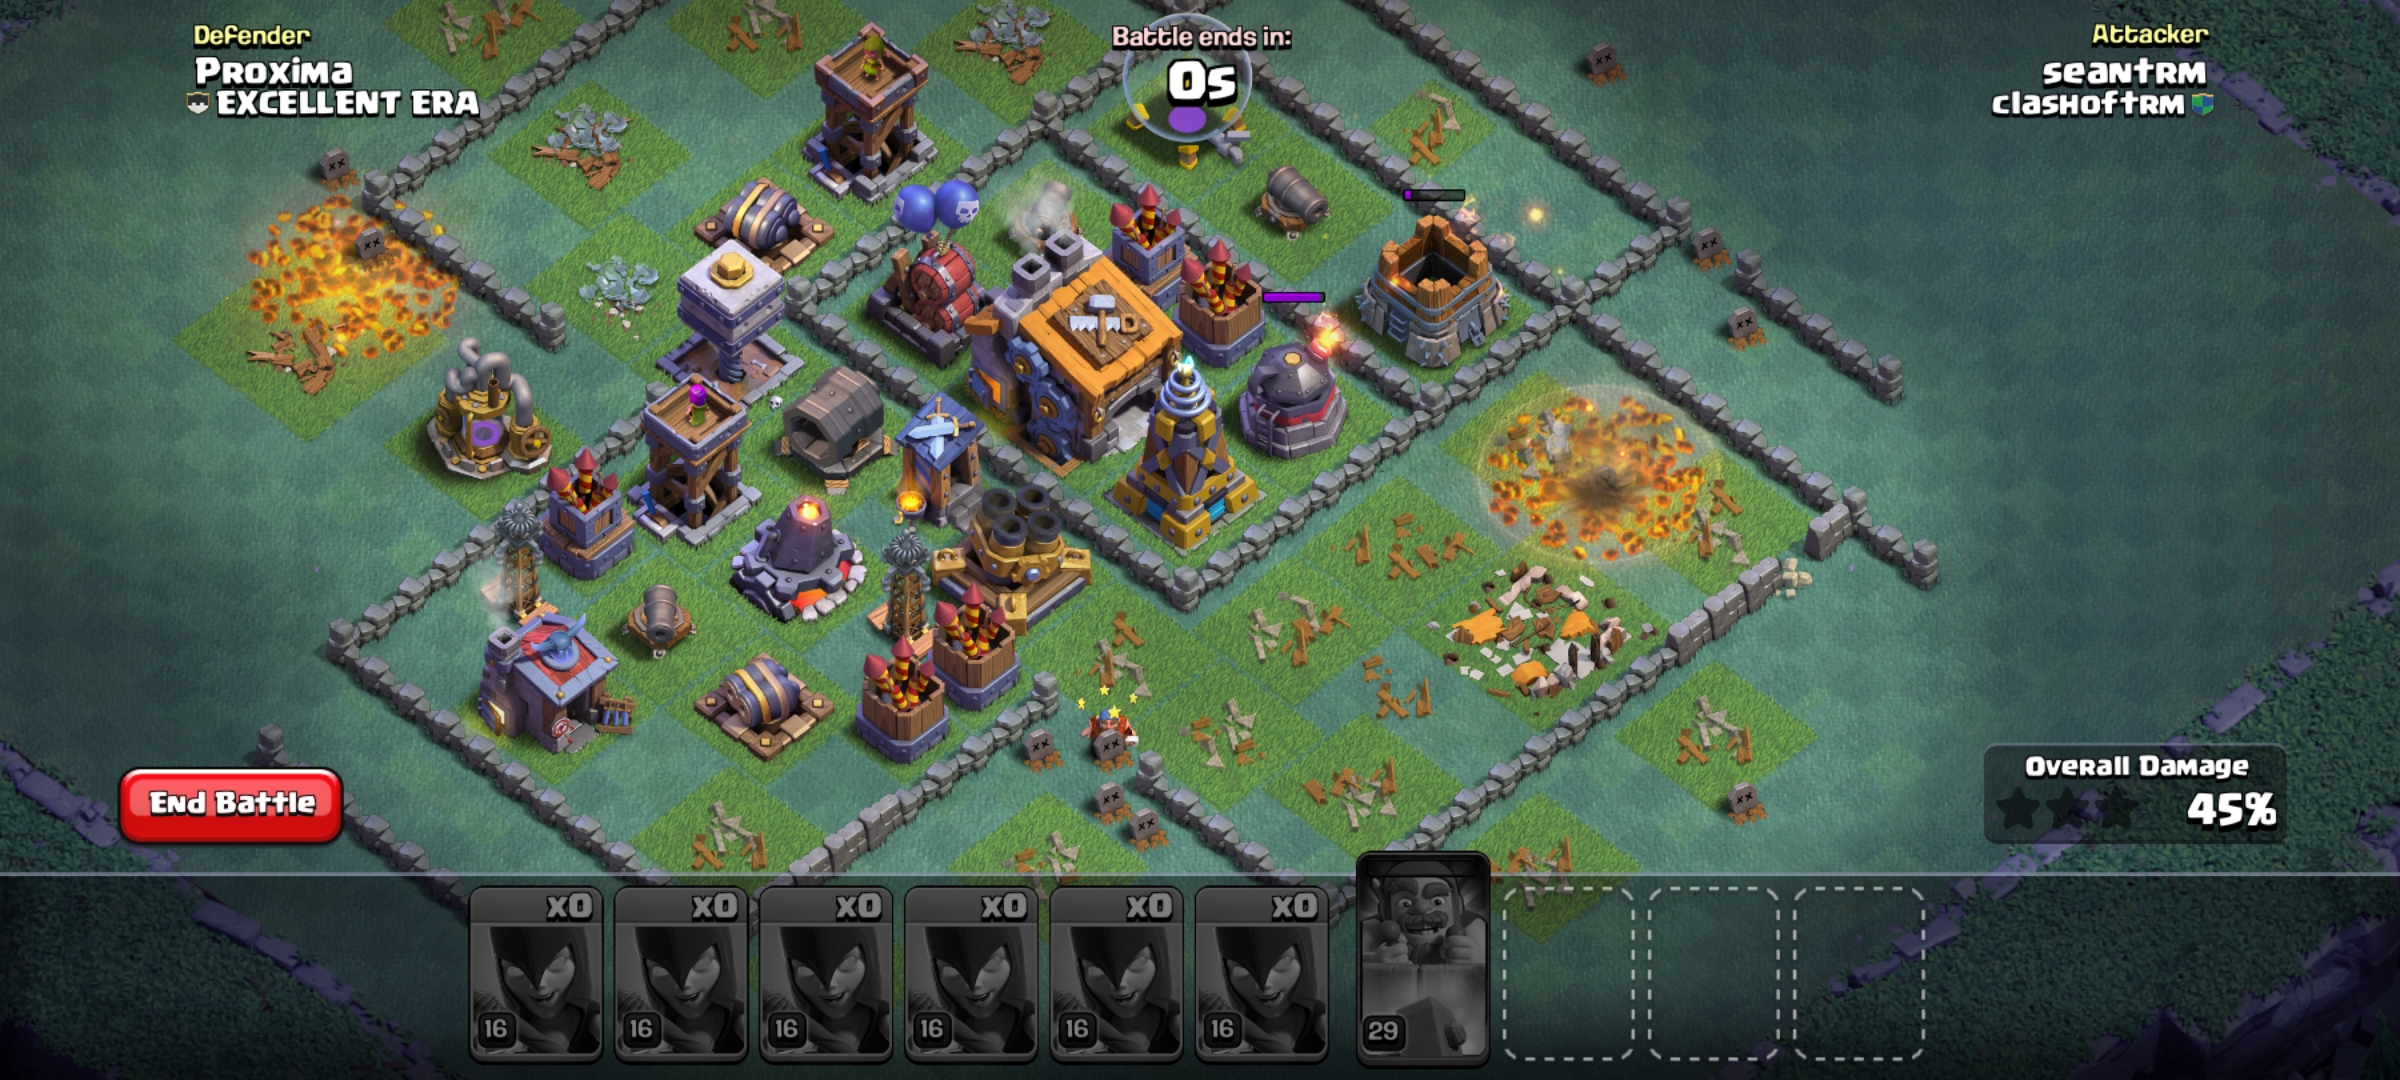 Defender
Proxima
EXCELLENT ERA
Battle ends in:
0s
Attacker
seantRM
clashoftRM
End Battle
Overall Damage
45%
x0
x0
x0
x0
x0
x0
16
16
16
16
16
16
29